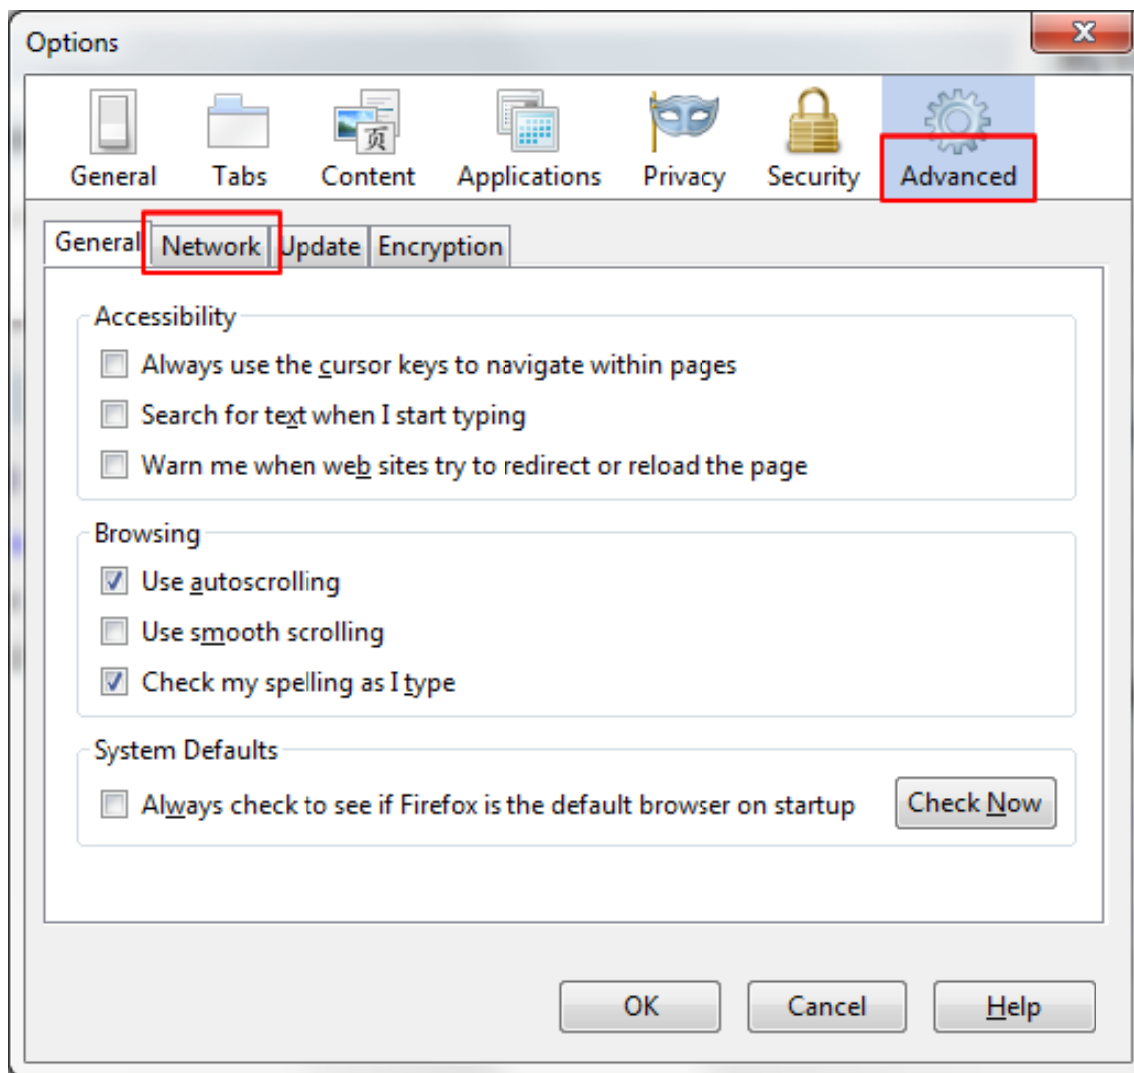 Options
页
General Tabs Content Applications Privacy Security Advanced
General Network Update Encryption
Accessibility
Always use the cursor keys to navigate within pages
Search for text when I start typing
Warn me when web sites try to redirect or reload the page
Browsing
Use autoscrolling
Use smooth scrolling
Check my spelling as I type
System Defaults
Always check to see if Firefox is the default browser on startup Check Now
OK Cancel Help